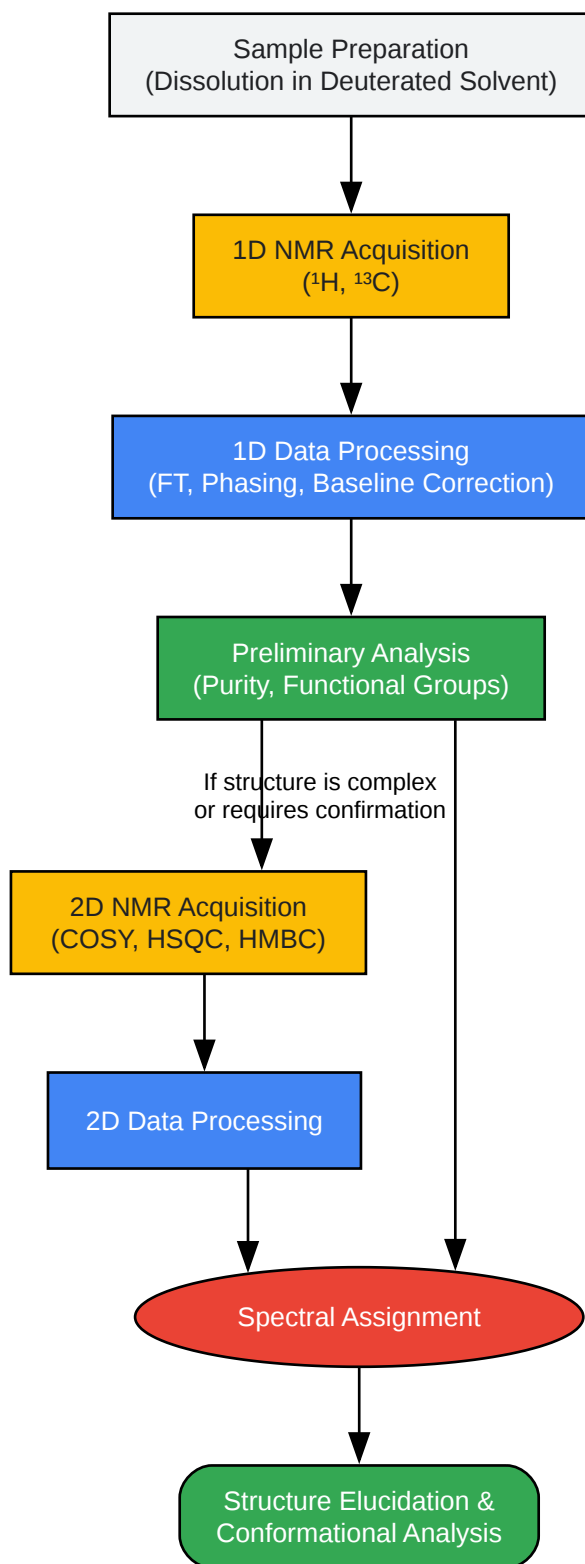 Sample Preparation
(Dissolution in Deuterated Solvent)
1D NMR Acquisition
(¹H, ¹³C)
1D Data Processing
(FT, Phasing, Baseline Correction)
Preliminary Analysis
(Purity, Functional Groups)
If structure is complex
or requires confirmation
2D NMR Acquisition
(COSY, HSQC, HMBC)
2D Data Processing
Spectral Assignment
Structure Elucidation &
Conformational Analysis